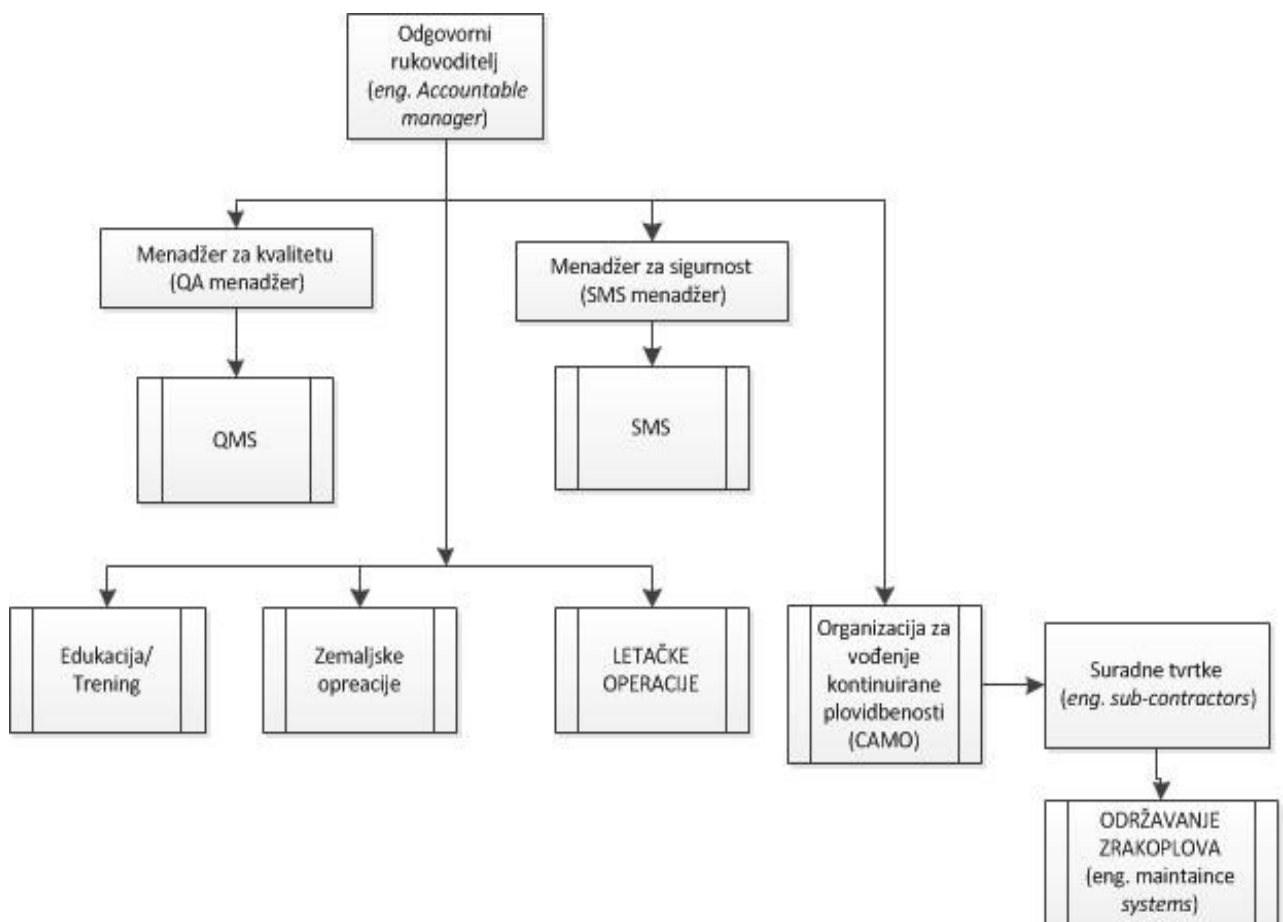 Odgovorni
rukovoditelj
(eng. Accountable
manager)
Menadžer za kvalitetu
(QA menadžer)
Menadžer za sigurnost
(SMS menadžer)
QMS
SMS
Edukacija/
Trening
Zemaljske
opreacije
LETAČKE
OPERACIJE
Organizacija za
vođenje
kontinuirane
plovidbenosti
(CAMO)
Suradne tvrtke
(eng. sub-contractors)
ODRŽAVANJE
ZRAKOPLOVA
(eng. maintaince
systems)